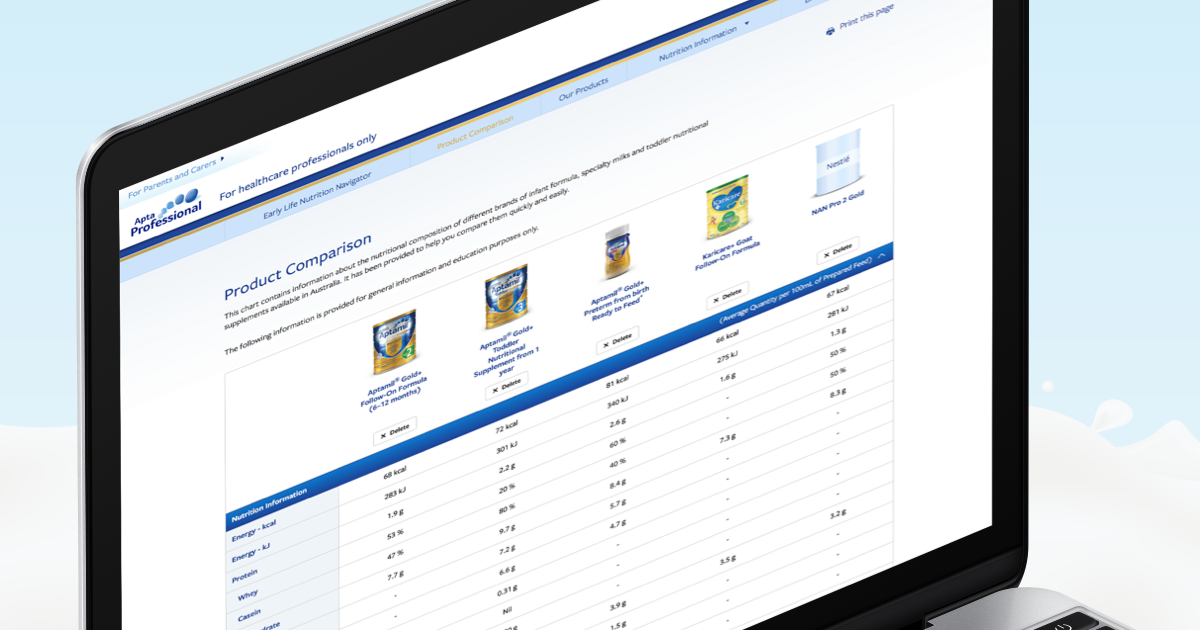 For Parents and Carers
Apta
Professional
For healthcare professionals only
Early Life Nutrition Navigator
Product Comparison
Our Products
Nutrition Information
Print this page
Product Comparison
This chart contains information about the nutritional composition of different brands of infant formula, specialty milks and toddler nutritional
supplements available in Australia. It has been provided to help you compare them quickly and easily.
The following information is provided for general information and education purposes only.
Aptamil
2
Aptamil® Gold+
Follow-On Formula
(6-12 months)
× Delete
Aptamil
3
Aptamil® Gold+
Toddler
Nutritional
Supplement from 1
year
× Delete
Aptamil® Gold+
Preterm from birth
Ready to Feed*
× Delete
Karicare
Karicare+ Goat
Follow-On Formula
× Delete
Nestlé
NAN Pro 2 Gold
× Delete
Nutrition Information
(Average Quantity per 100mL of Prepared Feed)
Energy - kcal
68 kcal
72 kcal
81 kcal
66 kcal
67 kcal
Energy - kJ
283 kJ
301 kJ
340 kJ
275 kJ
281 kJ
Protein
1.9 g
2.2 g
2.6 g
1.6 g
1.3 g
Whey
53 %
20 %
60 %
-
50 %
Casein
47 %
80 %
40 %
-
50 %
7.7 g
9.7 g
8.4 g
7.3 g
8.3 g
-
7.2 g
5.7 g
-
-
-
6.6 g
4.7 g
-
-
0.31 g
-
-
-
Nil
-
-
-
3.9 g
3.5 g
3.2 g
1.5 g
-
-